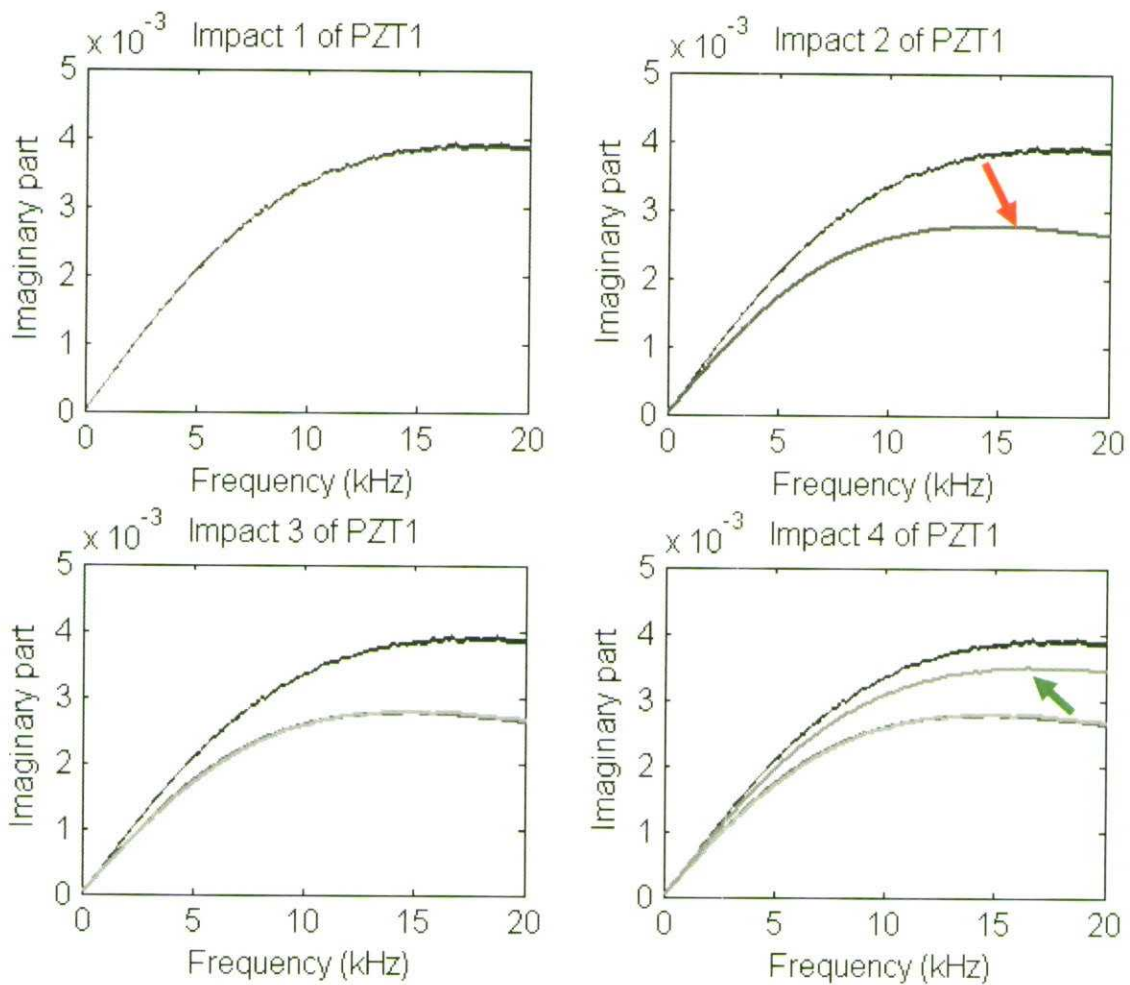 x 10^-3 Impact 1 of PZT1
5
4
3
2
1
0
Imaginary part
0 5 10 15 20
Frequency (kHz)
x 10^-3 Impact 2 of PZT1
5
4
3
2
1
0
Imaginary part
0 5 10 15 20
Frequency (kHz)
x 10^-3 Impact 3 of PZT1
5
4
3
2
1
0
Imaginary part
0 5 10 15 20
Frequency (kHz)
x 10^-3 Impact 4 of PZT1
5
4
3
2
1
0
Imaginary part
0 5 10 15 20
Frequency (kHz)